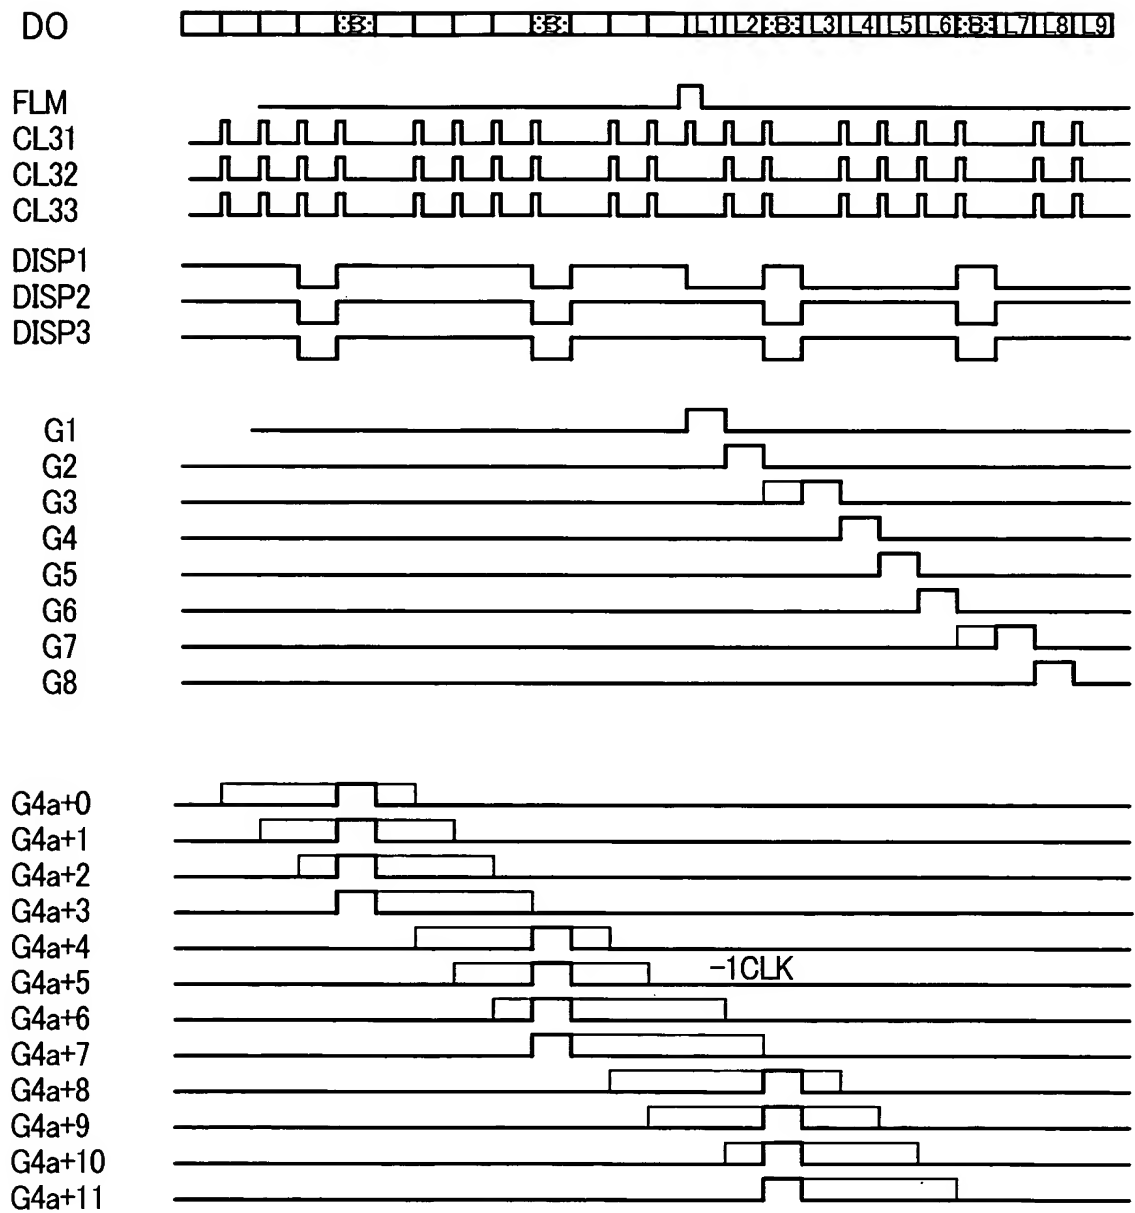 DO B B L1 L2 B L3 L4 L5 L6 B L7 L8 L9
FLM
CL31
CL32
CL33
DISP1
DISP2
DISP3
G1
G2
G3
G4
G5
G6
G7
G8
G4a+0
G4a+1
G4a+2
G4a+3
G4a+4
G4a+5 -1CLK
G4a+6
G4a+7
G4a+8
G4a+9
G4a+10
G4a+11